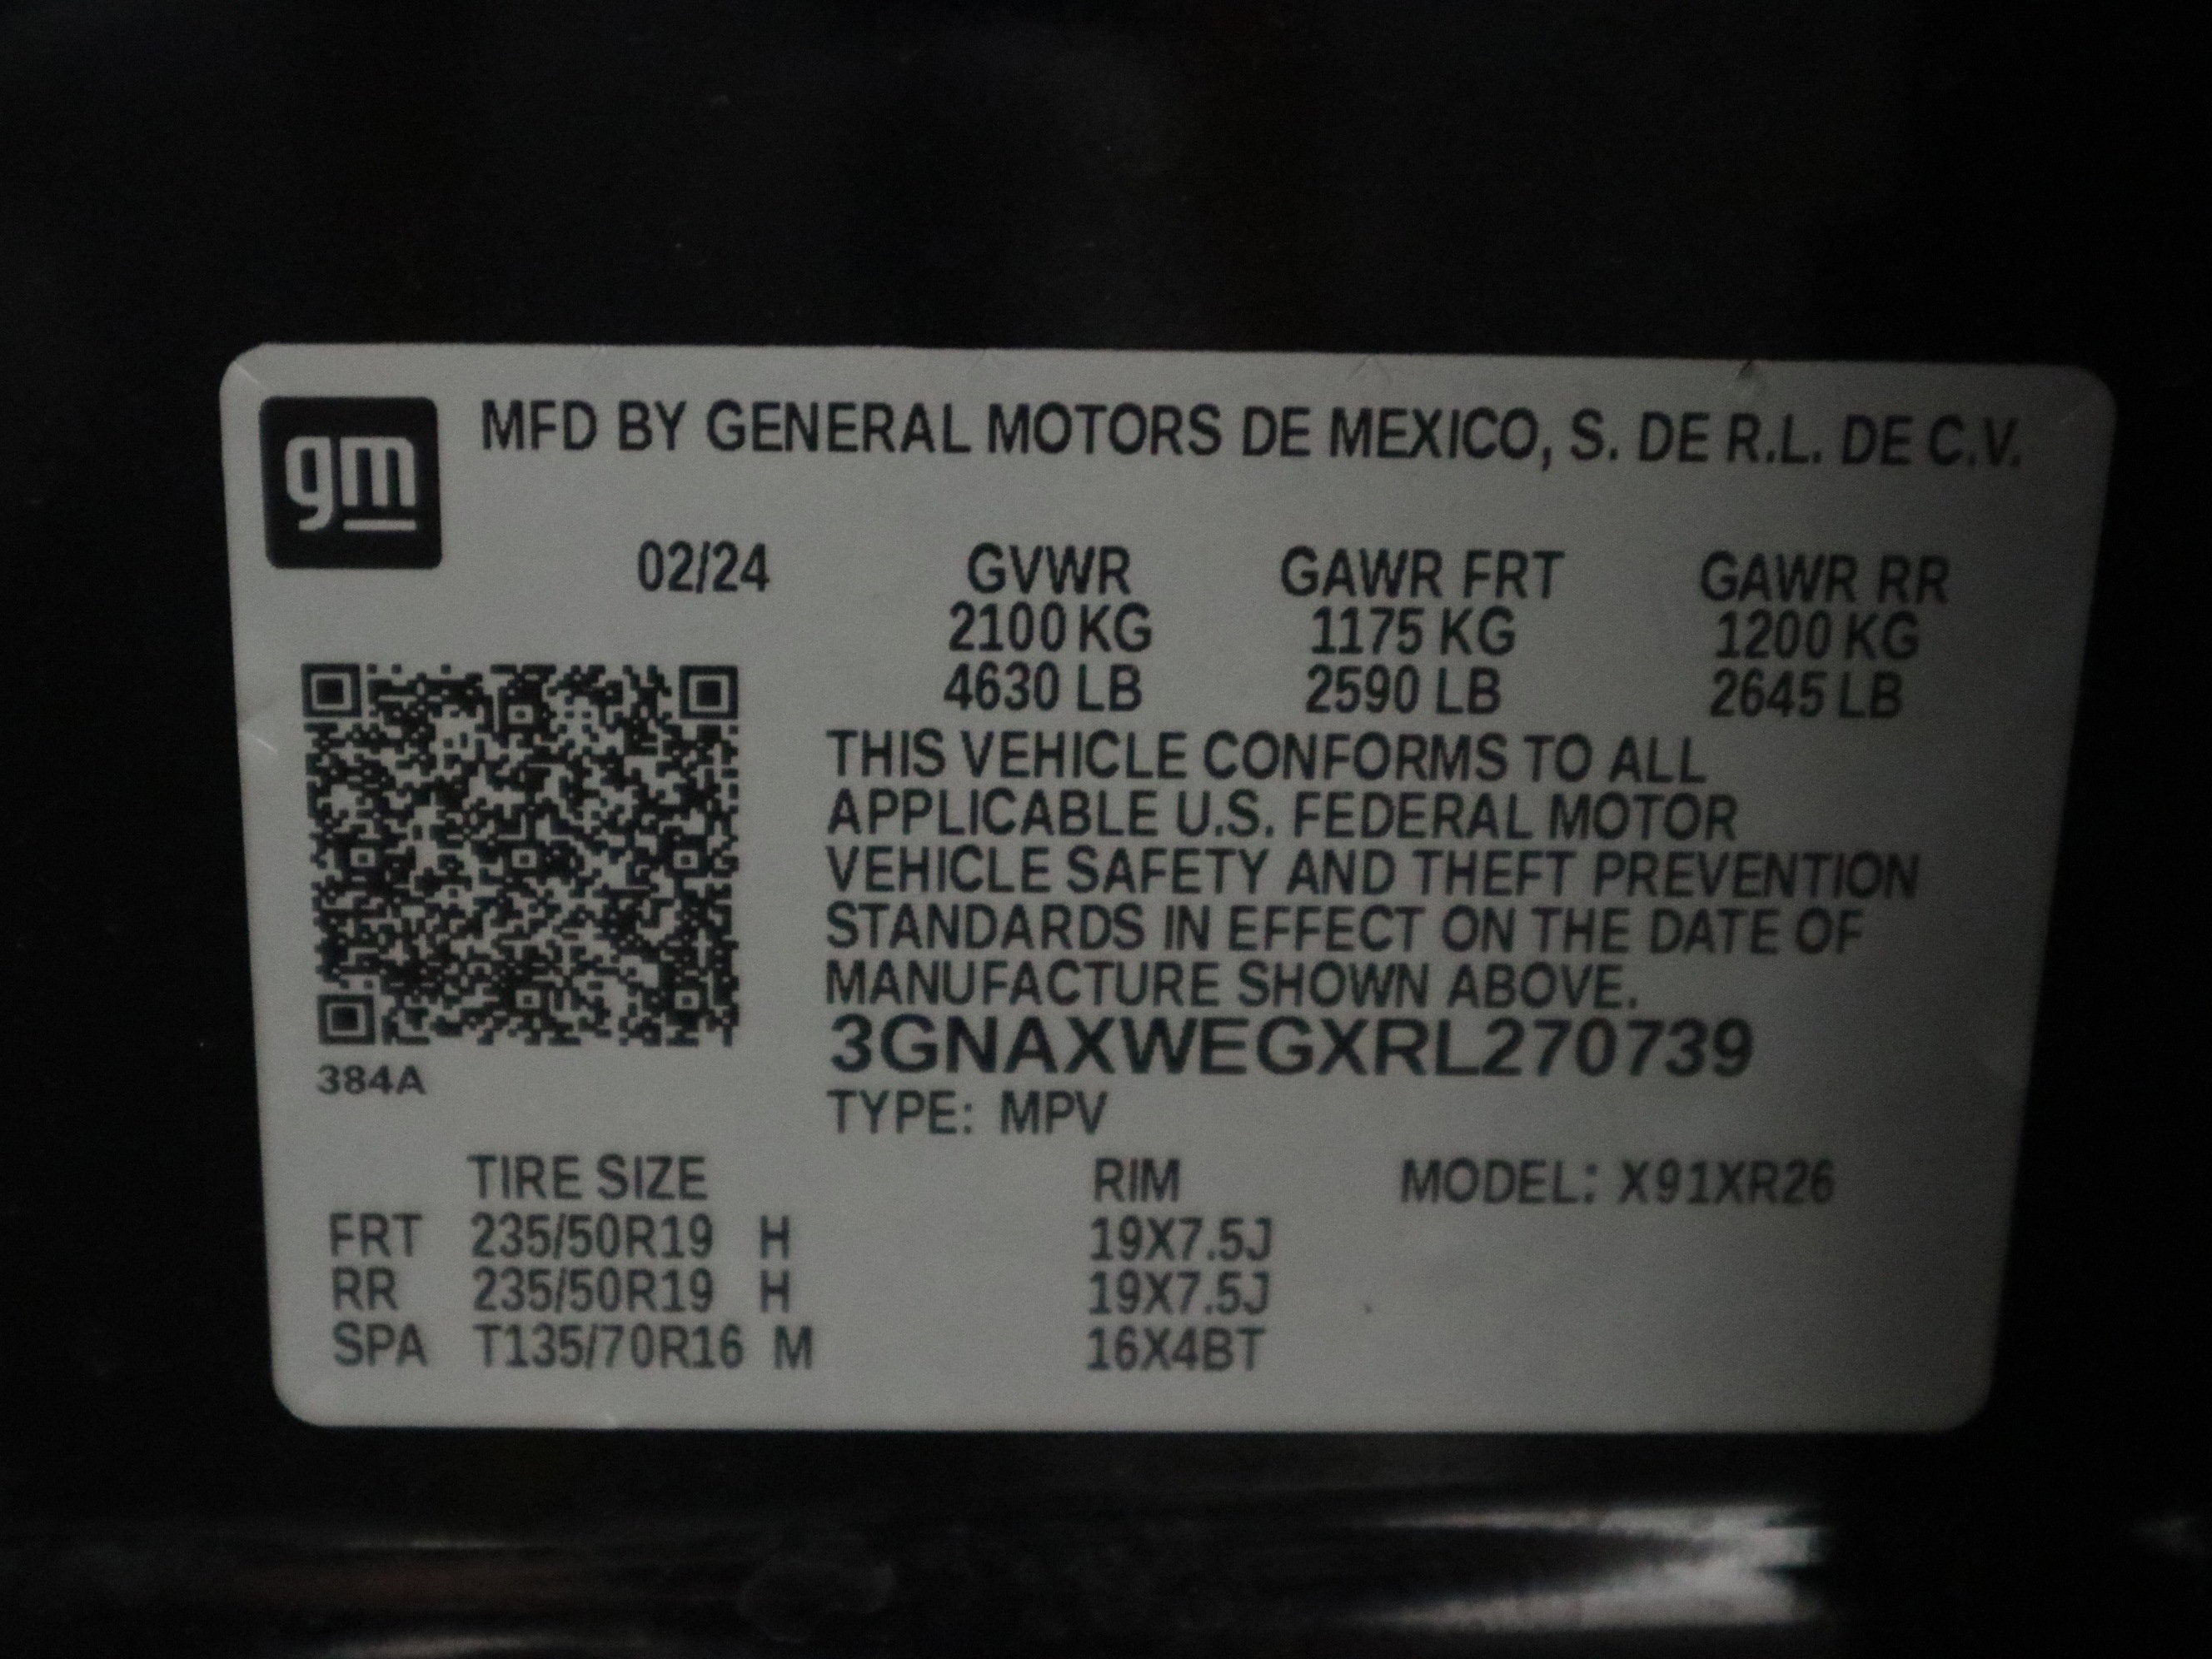 gm
MFD BY GENERAL MOTORS DE MEXICO, S. DE R.L. DE C.V.
02/24 GVWR GAWR FRT GAWR RR
2100 KG 1175 KG 1200 KG
4630 LB 2590 LB 2645 LB
THIS VEHICLE CONFORMS TO ALL
APPLICABLE U.S. FEDERAL MOTOR
VEHICLE SAFETY AND THEFT PREVENTION
STANDARDS IN EFFECT ON THE DATE OF
MANUFACTURE SHOWN ABOVE.
3GNAXWEGXRL270739
384A
TYPE: MPV
TIRE SIZE RIM MODEL: X91XR26
FRT 235/50R19 H 19X7.5J
RR 235/50R19 H 19X7.5J
SPA T135/70R16 M 16X4BT